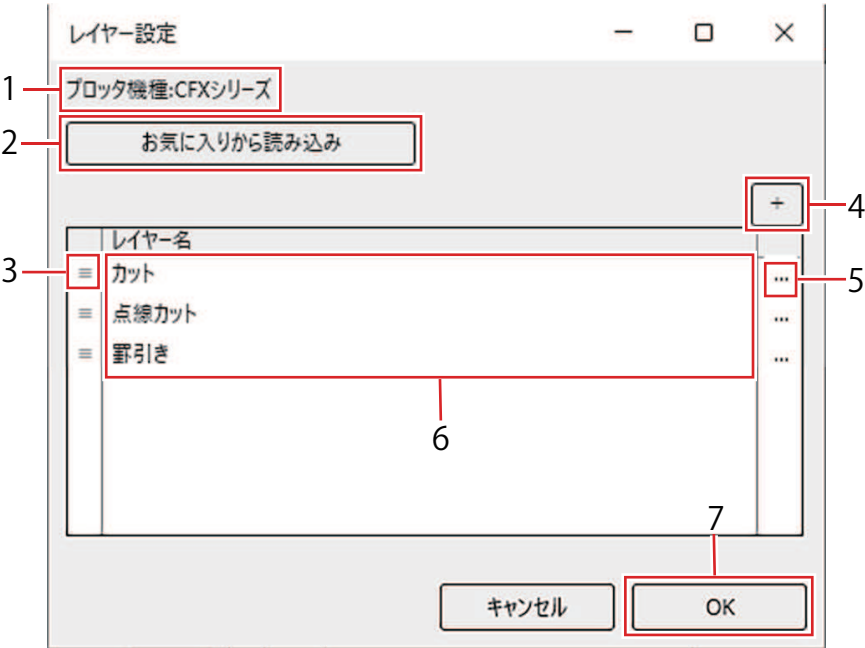 レイヤー設定
1
プロッタ機種:CFXシリーズ
2
お気に入りから読み込み
+
4
レイヤー名
3
≡ カット ...
5
≡ 点線カット ...
≡ 罫引き ...
6
7
キャンセル
OK